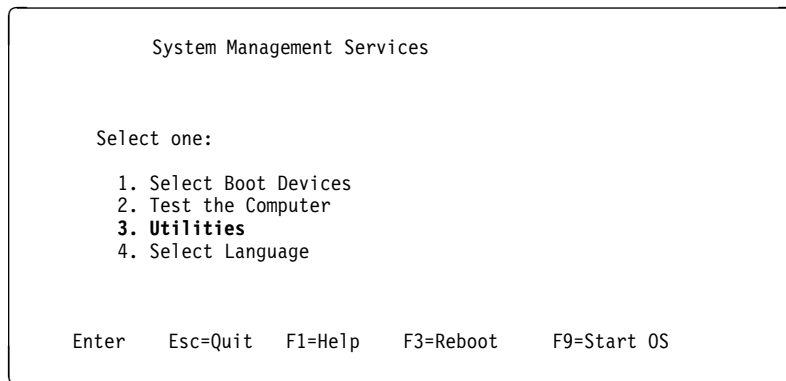 System Management Services
Select one:
1. Select Boot Devices
2. Test the Computer
3. Utilities
4. Select Language
Enter Esc=Quit F1=Help F3=Reboot F9=Start OS